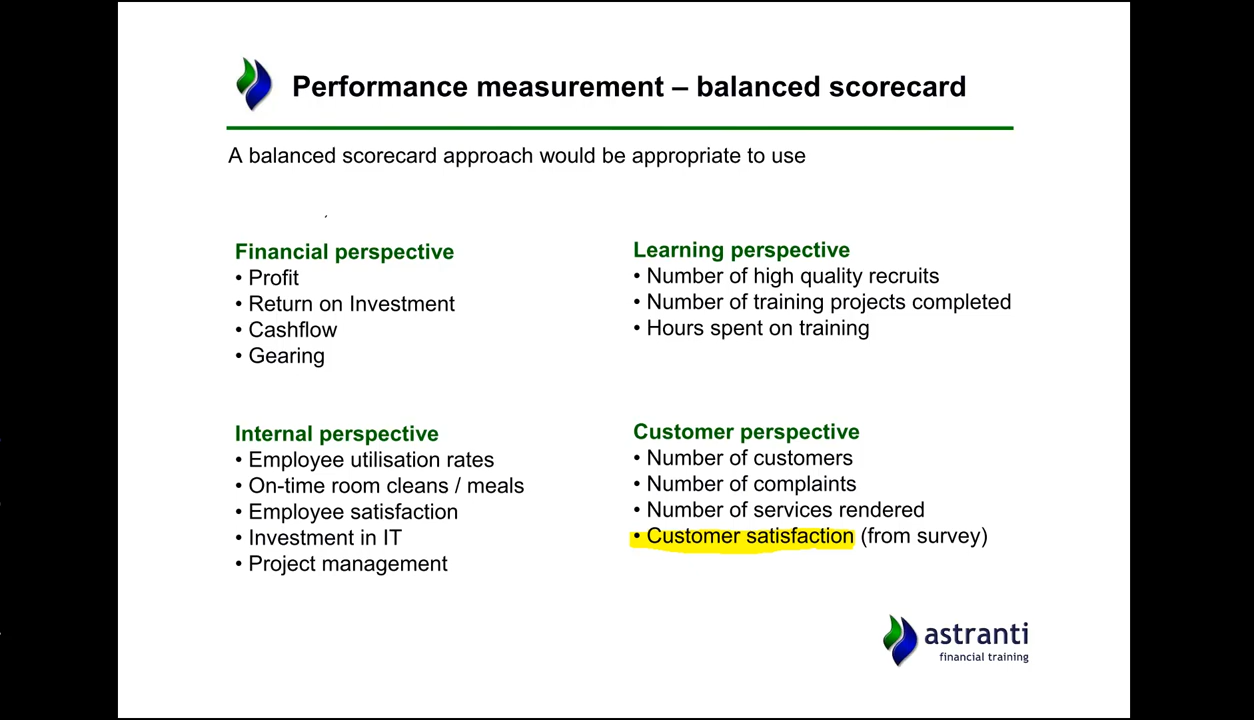 Performance measurement – balanced scorecard
A balanced scorecard approach would be appropriate to use
Financial perspective
• Profit
• Return on Investment
• Cashflow
• Gearing
Learning perspective
• Number of high quality recruits
• Number of training projects completed
• Hours spent on training
Internal perspective
• Employee utilisation rates
• On-time room cleans / meals
• Employee satisfaction
• Investment in IT
• Project management
Customer perspective
• Number of customers
• Number of complaints
• Number of services rendered
• Customer satisfaction (from survey)
astranti
financial training